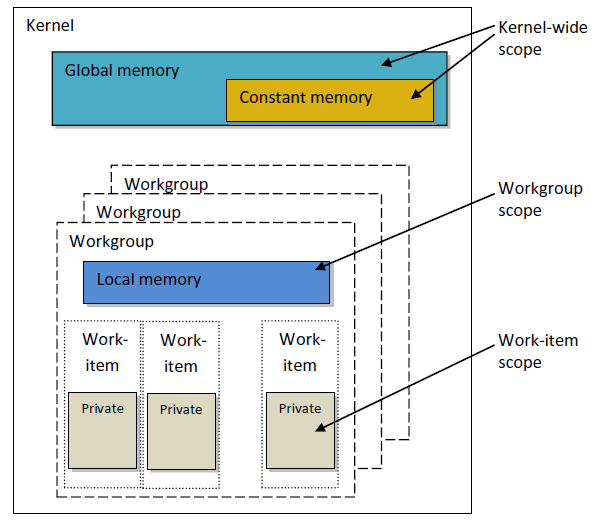 Kernel
Kernel-wide
scope
Global memory
Constant memory
Workgroup
Workgroup
Workgroup
Workgroup
scope
Local memory
Work-
item
Work-
item
Work-
item
Work-item
scope
Private
Private
Private